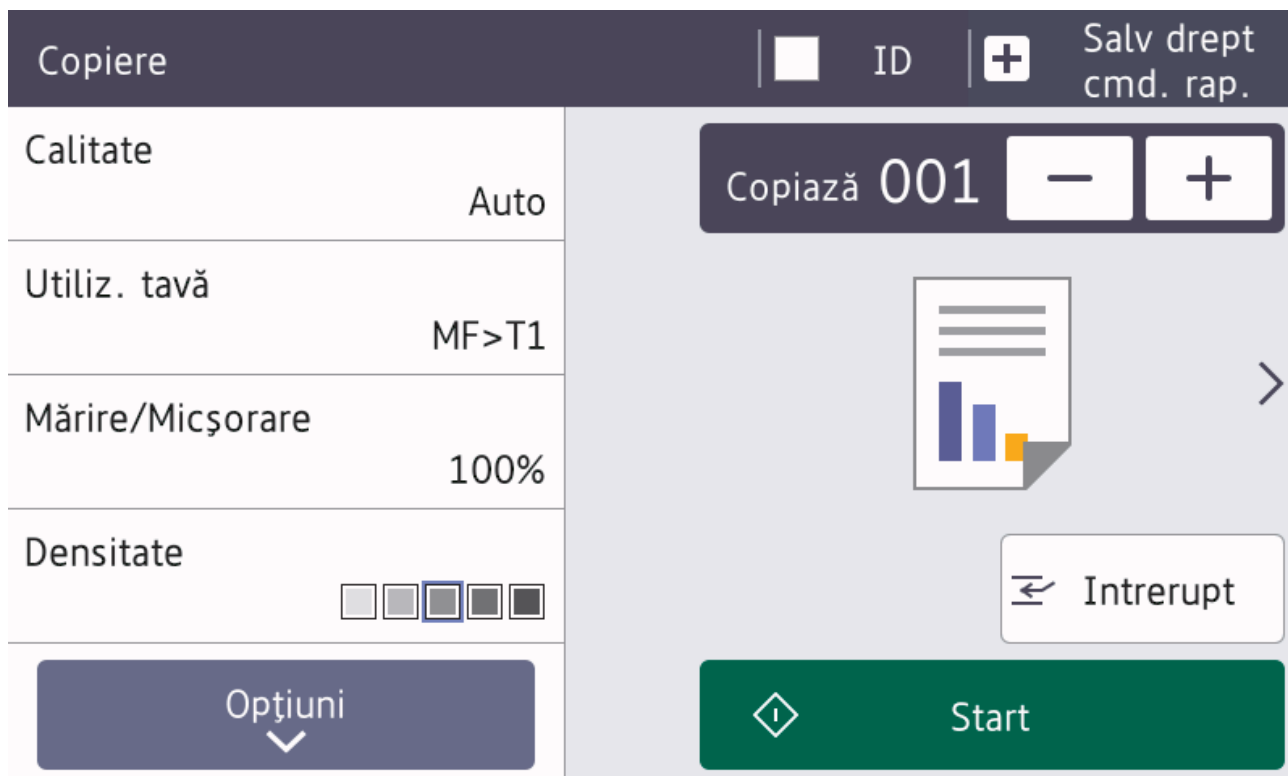 Copiere
ID
Salv drept
cmd. rap.
Calitate
Auto
Utiliz. tavă
MF>T1
Mărire/Micşorare
100%
Densitate
Opţiuni
Copiază 001
Intrerupt
Start